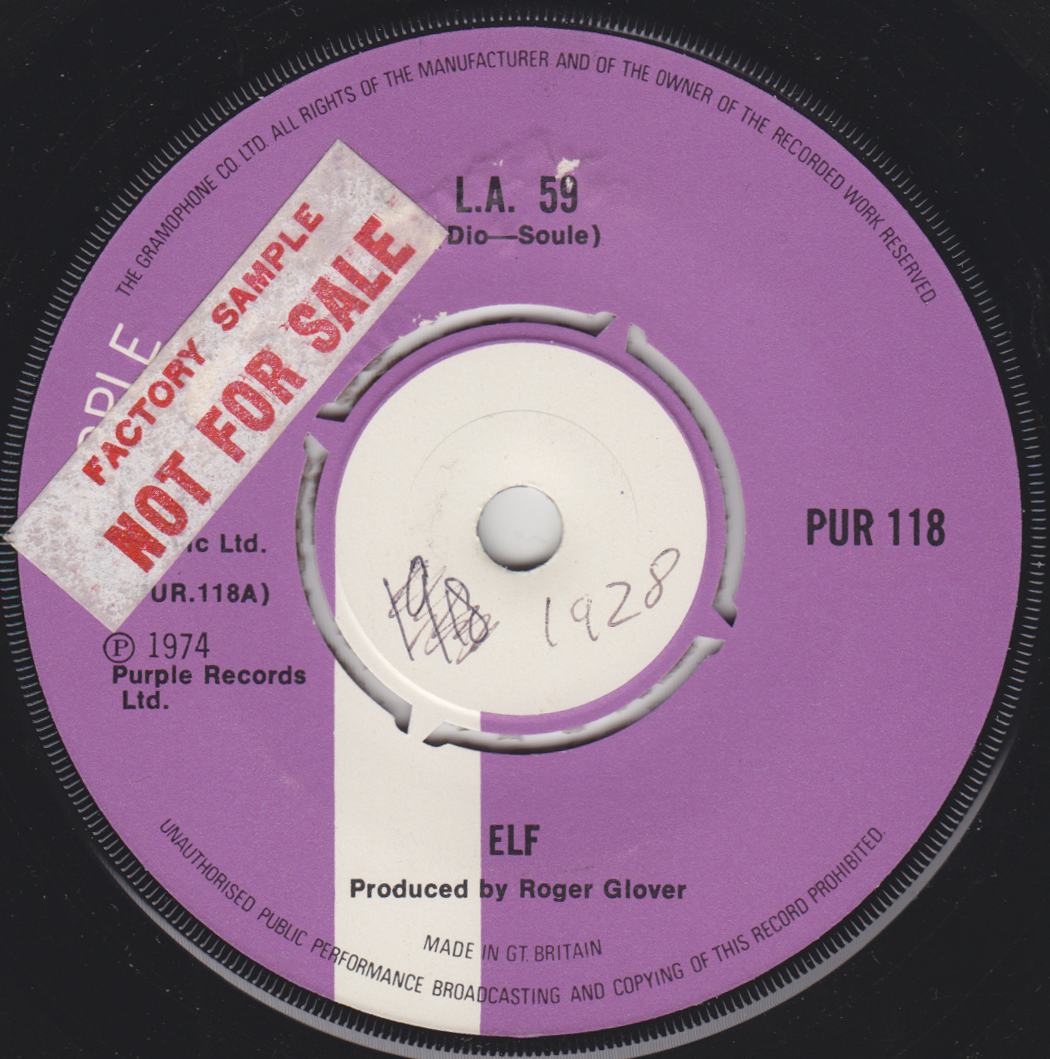 THE GRAMOPHONE CO. LTD. ALL RIGHTS OF THE MANUFACTURER AND OF THE OWNER OF THE RECORDED WORK RESERVED.
L.A. 59
Dio—Soule)
FACTORY SAMPLE
NOT FOR SALE
PUR 118
ic Ltd.
UR.118A)
Ⓟ 1974
Purple Records
Ltd.
1928
ELF
Produced by Roger Glover
MADE IN GT. BRITAIN
UNAUTHORISED PUBLIC PERFORMANCE BROADCASTING AND COPYING OF THIS RECORD PROHIBITED.